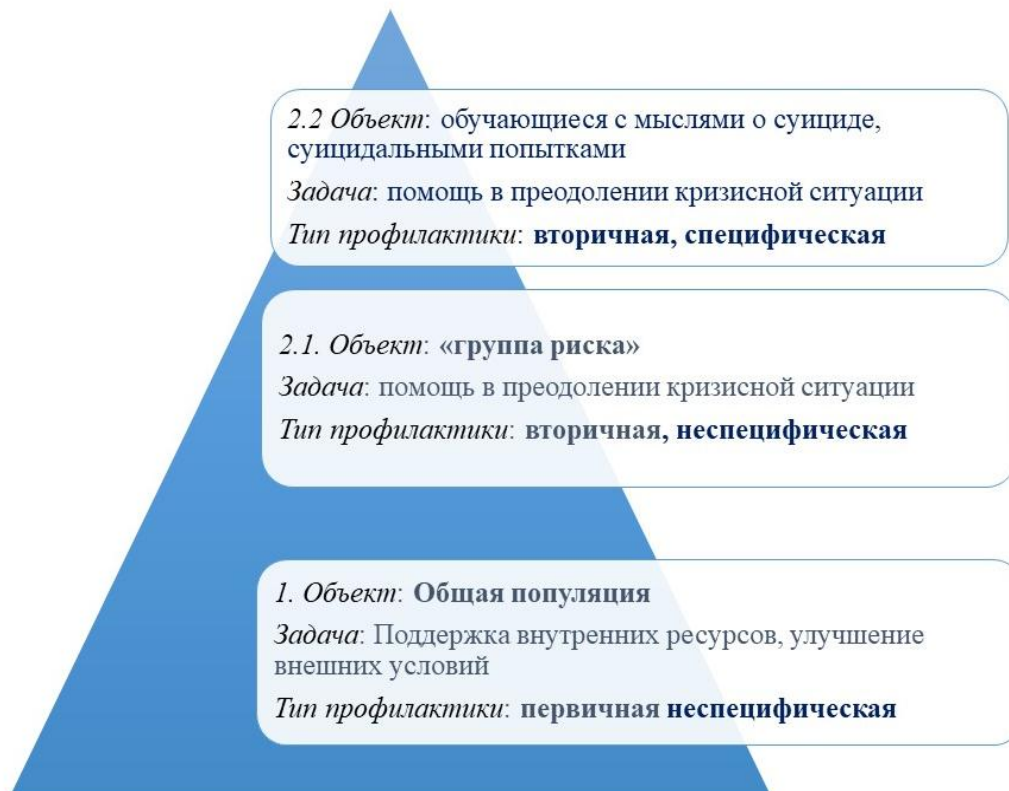 2.2 Объект: обучающиеся с мыслями о суициде,
суицидальными попытками
Задача: помощь в преодолении кризисной ситуации
Тип профилактики: вторичная, специфическая
2.1. Объект: «группа риска»
Задача: помощь в преодолении кризисной ситуации
Тип профилактики: вторичная, неспецифическая
1. Объект: Общая популяция
Задача: Поддержка внутренних ресурсов, улучшение
внешних условий
Тип профилактики: первичная неспецифическая